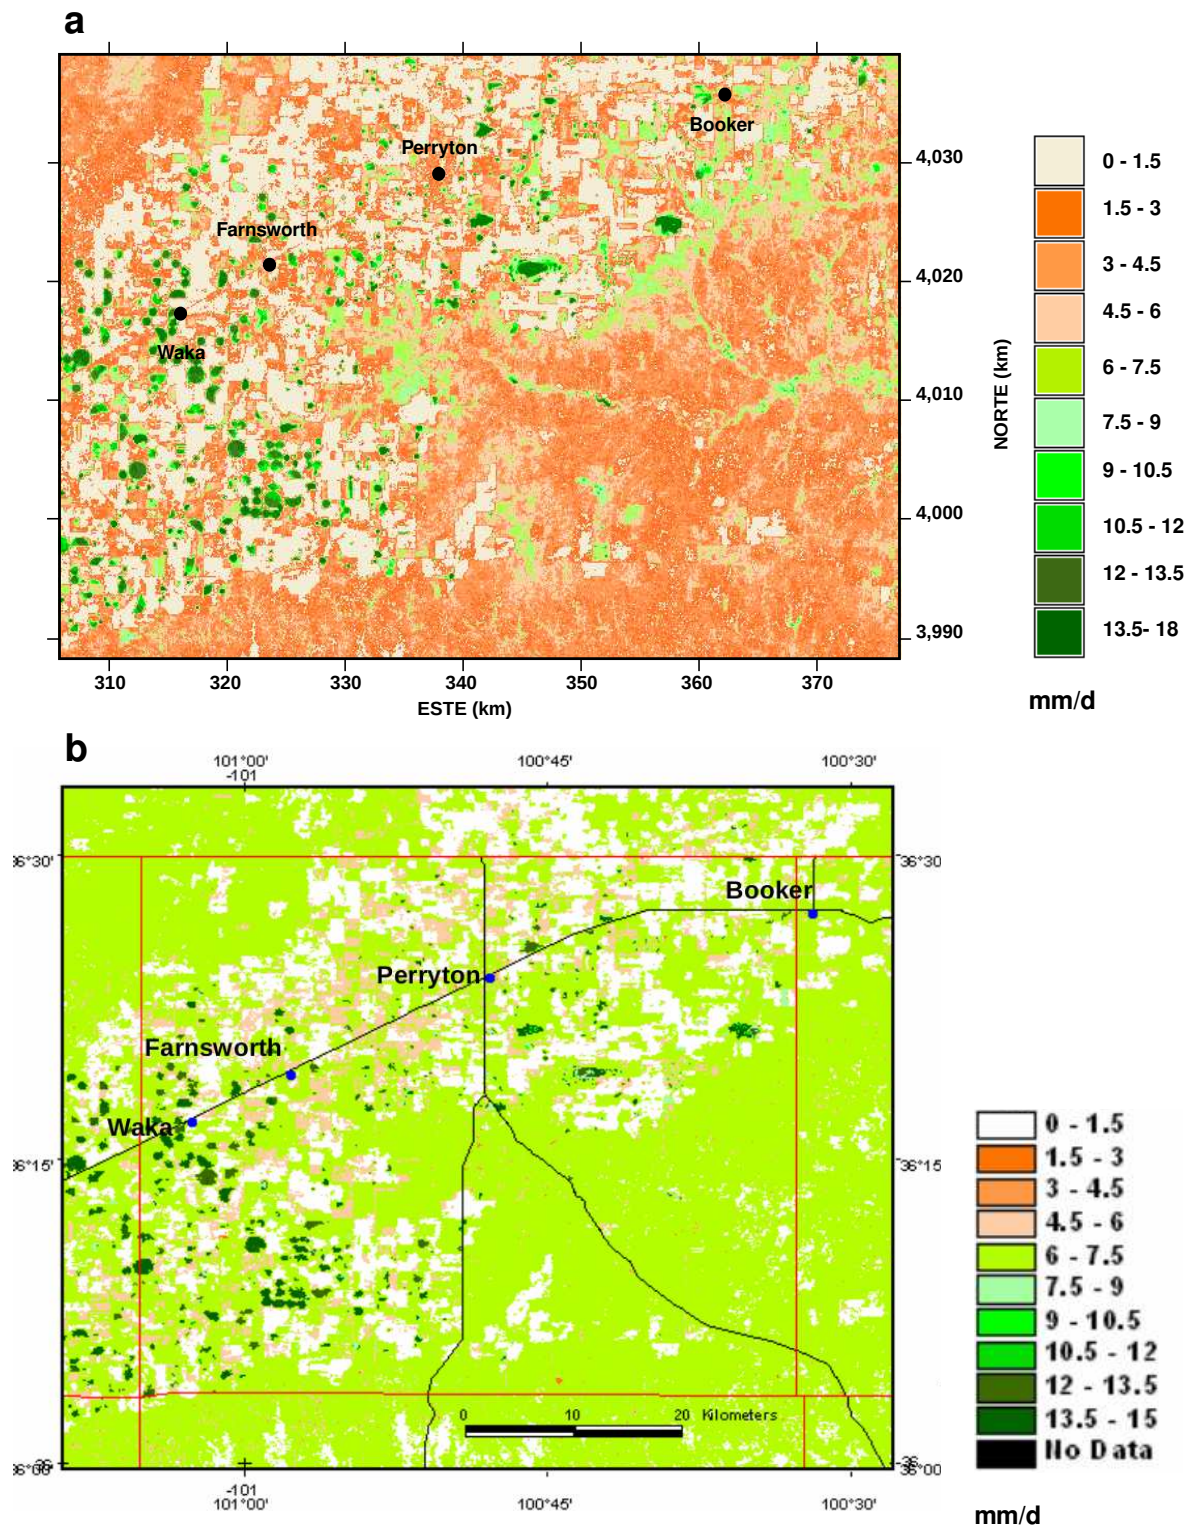 a
Booker
Perryton
Farnsworth
Waka
4,030
4,020
4,010
4,000
3,990
NORTE (km)
310 320 330 340 350 360 370
ESTE (km)
0 - 1.5
1.5 - 3
3 - 4.5
4.5 - 6
6 - 7.5
7.5 - 9
9 - 10.5
10.5 - 12
12 - 13.5
13.5- 18
mm/d
b
101°00' 100°45' 100°30'
-101
36°30' 36°30
Booker
Perryton
Farnsworth
Waka
36°15' 36°15
0 10 20 Kilometers
36°00
-101
101°00' 100°45' 100°30'
0 - 1.5
1.5 - 3
3 - 4.5
4.5 - 6
6 - 7.5
7.5 - 9
9 - 10.5
10.5 - 12
12 - 13.5
13.5 - 15
No Data
mm/d